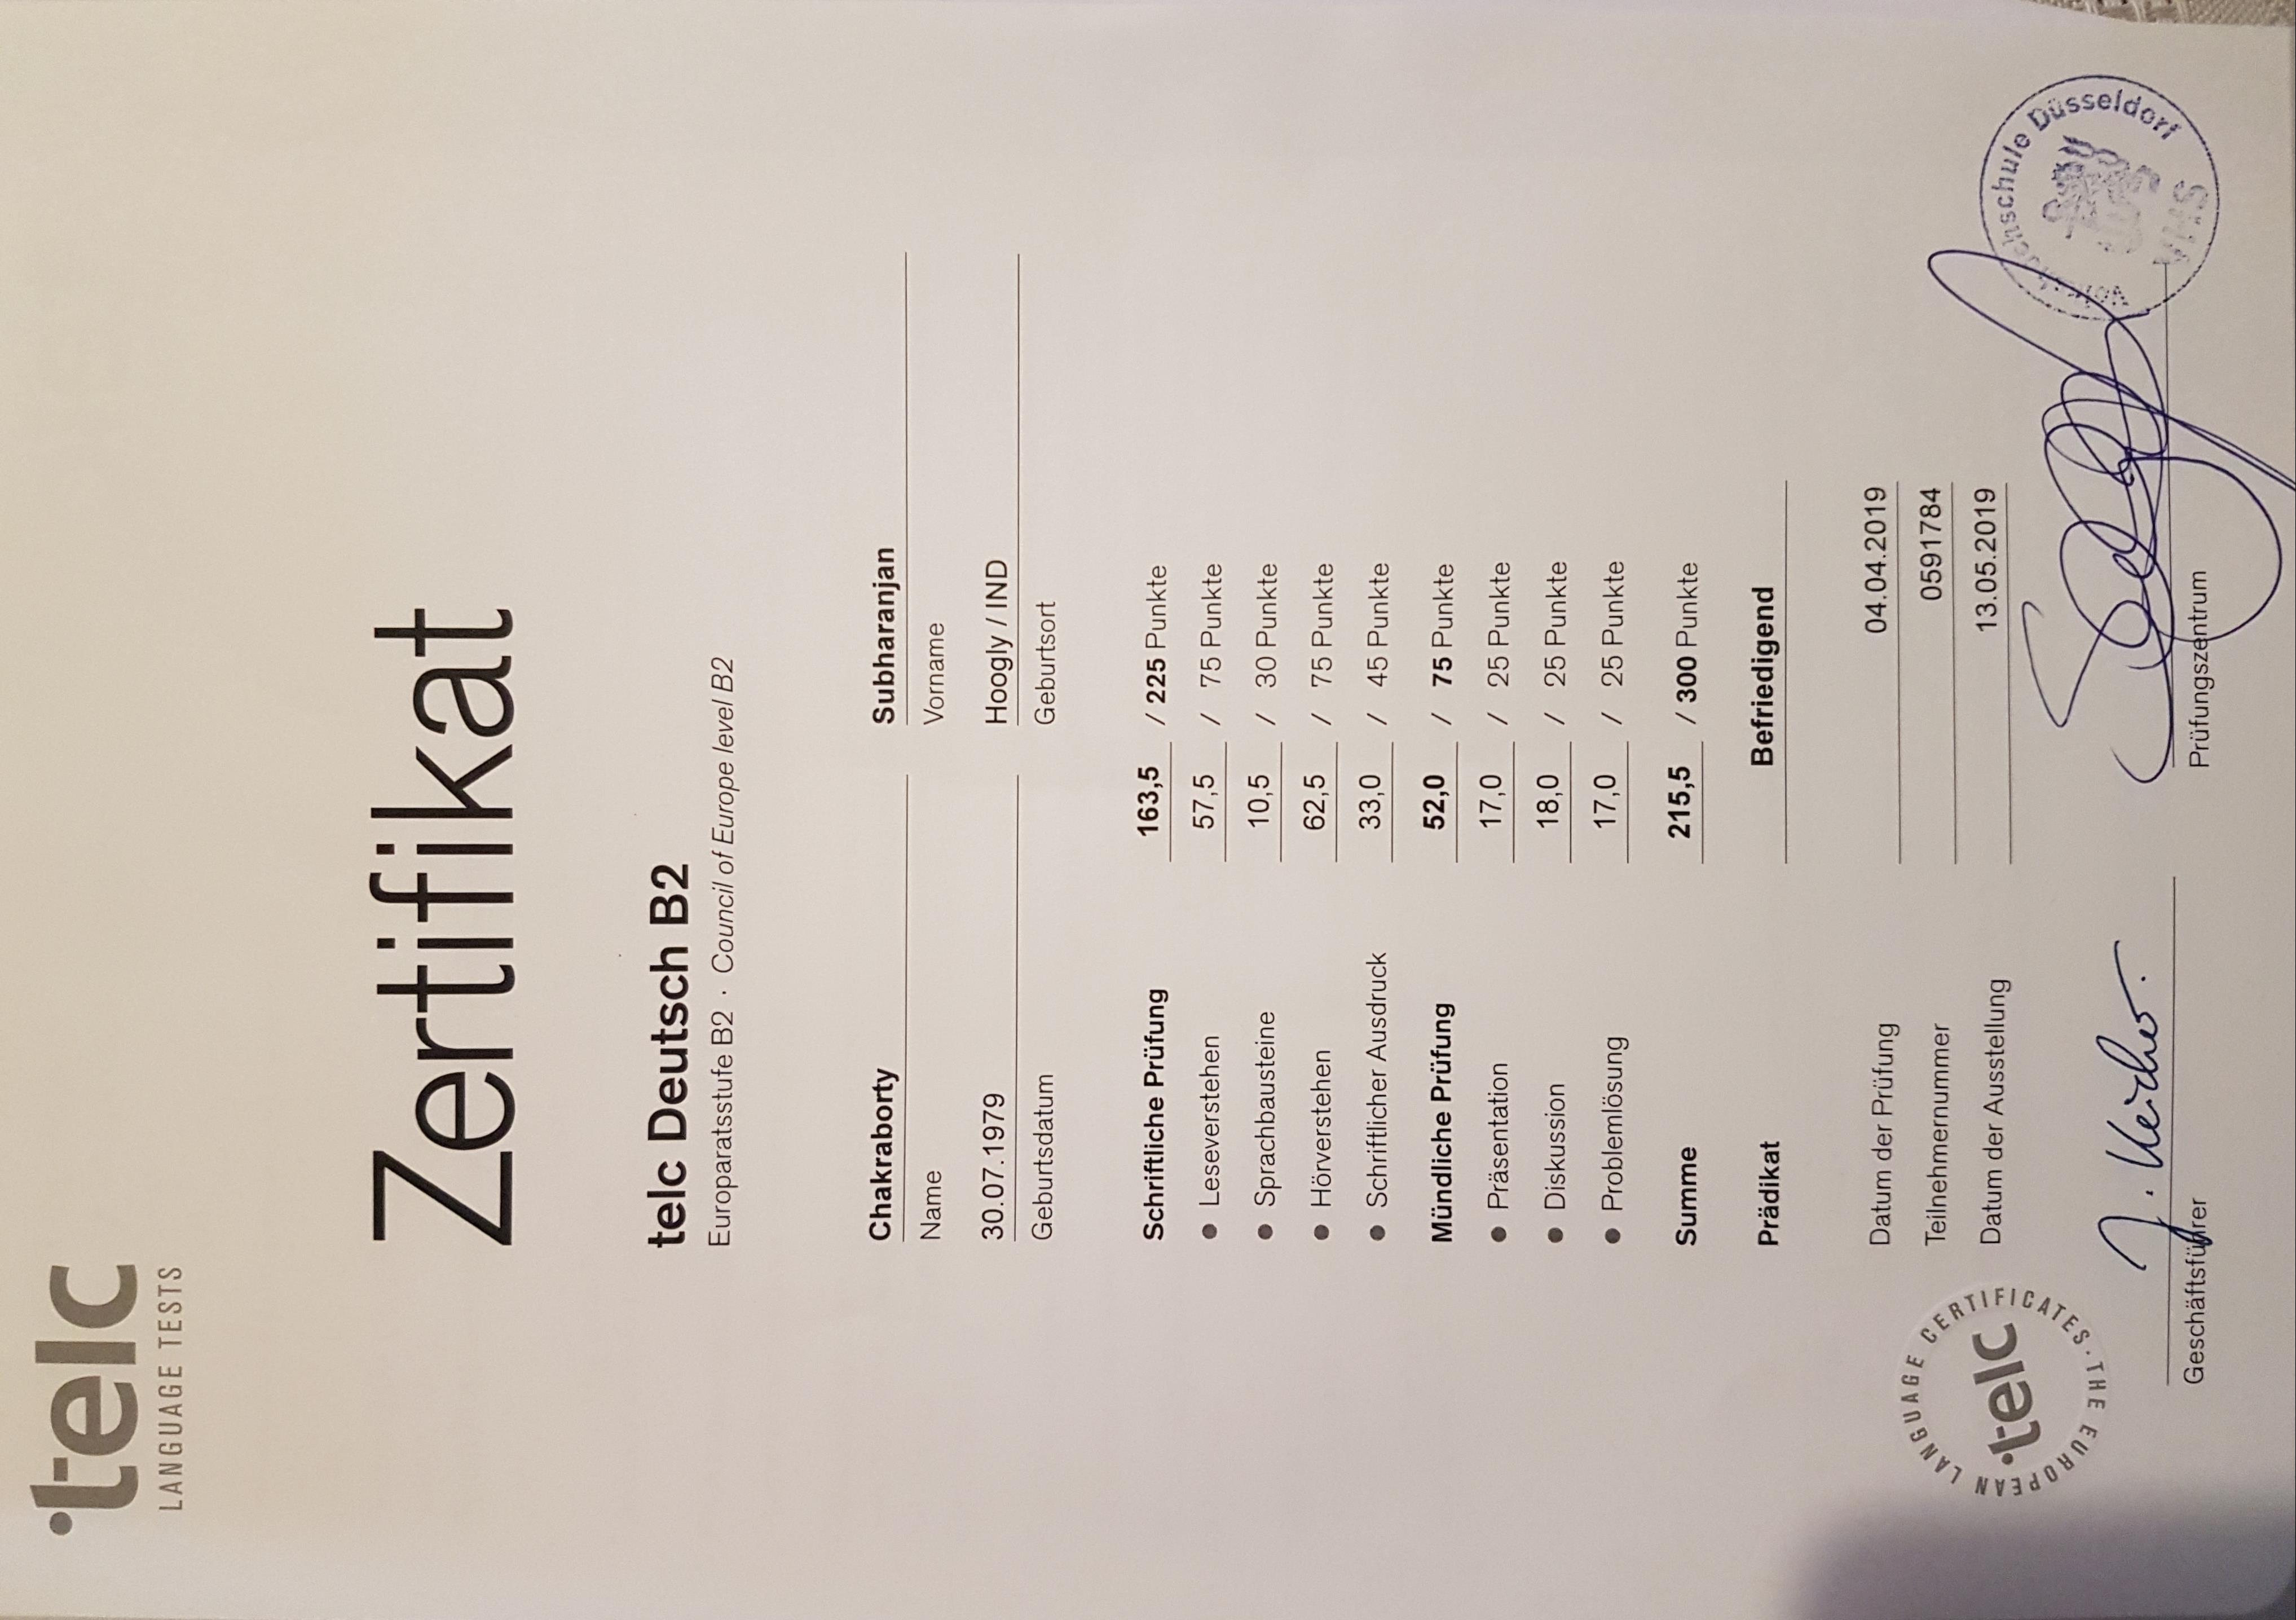 telc
LANGUAGE TESTS
Zertifikat
telc Deutsch B2
Europaratsstufe B2 · Council of Europe level B2
Chakraborty Subharanjan
Name Vorname
30.07.1979 Hoogly / IND
Geburtsdatum Geburtsort
Schriftliche Prüfung 163,5 / 225 Punkte
• Leseverstehen 57,5 / 75 Punkte
• Sprachbausteine 10,5 / 30 Punkte
• Hörverstehen 62,5 / 75 Punkte
• Schriftlicher Ausdruck 33,0 / 45 Punkte
Mündliche Prüfung 52,0 / 75 Punkte
• Präsentation 17,0 / 25 Punkte
• Diskussion 18,0 / 25 Punkte
• Problemlösung 17,0 / 25 Punkte
Summe 215,5 / 300 Punkte
Prädikat Befriedigend
Datum der Prüfung 04.04.2019
Teilnehmernummer 0591784
Datum der Ausstellung 13.05.2019
THE EUROPEAN LANGUAGE CERTIFICATES ·
telc
Düsseldorf
VHS
Geschäftsführer Prüfungszentrum